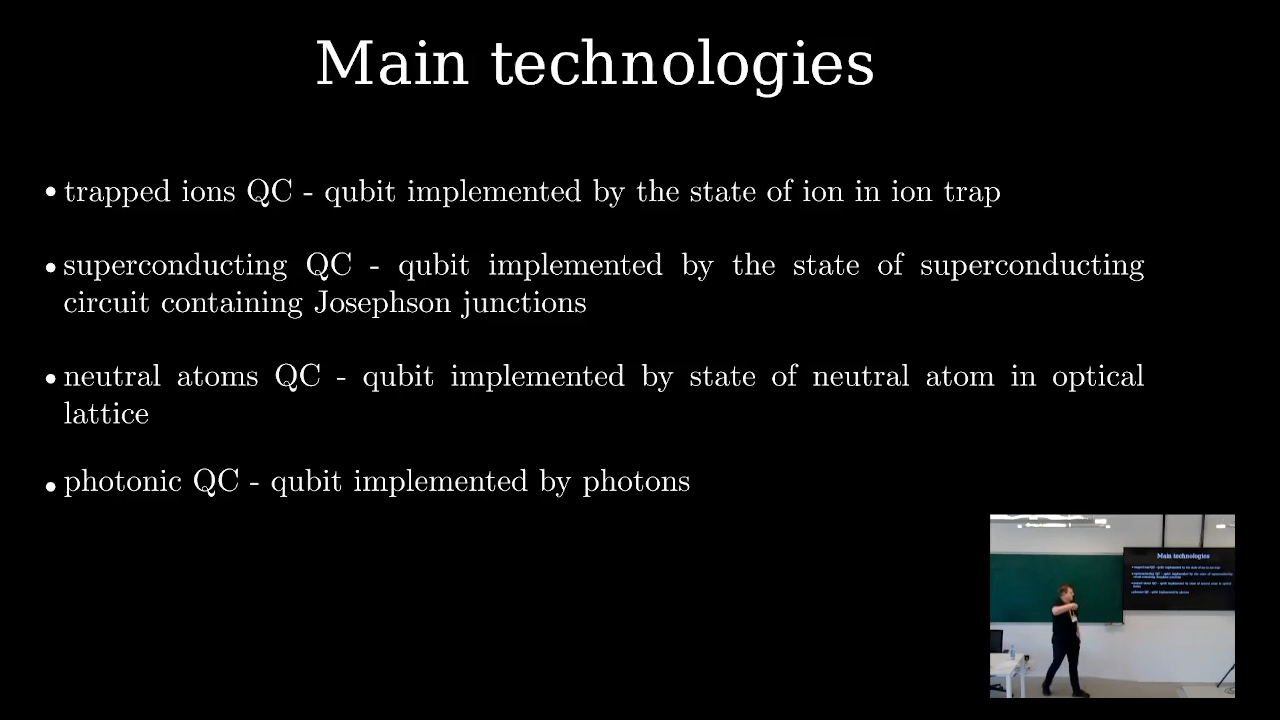 Main technologies
• trapped ions QC - qubit implemented by the state of ion in ion trap
• superconducting QC - qubit implemented by the state of superconducting
circuit containing Josephson junctions
• neutral atoms QC - qubit implemented by state of neutral atom in optical
lattice
• photonic QC - qubit implemented by photons
Main technologies